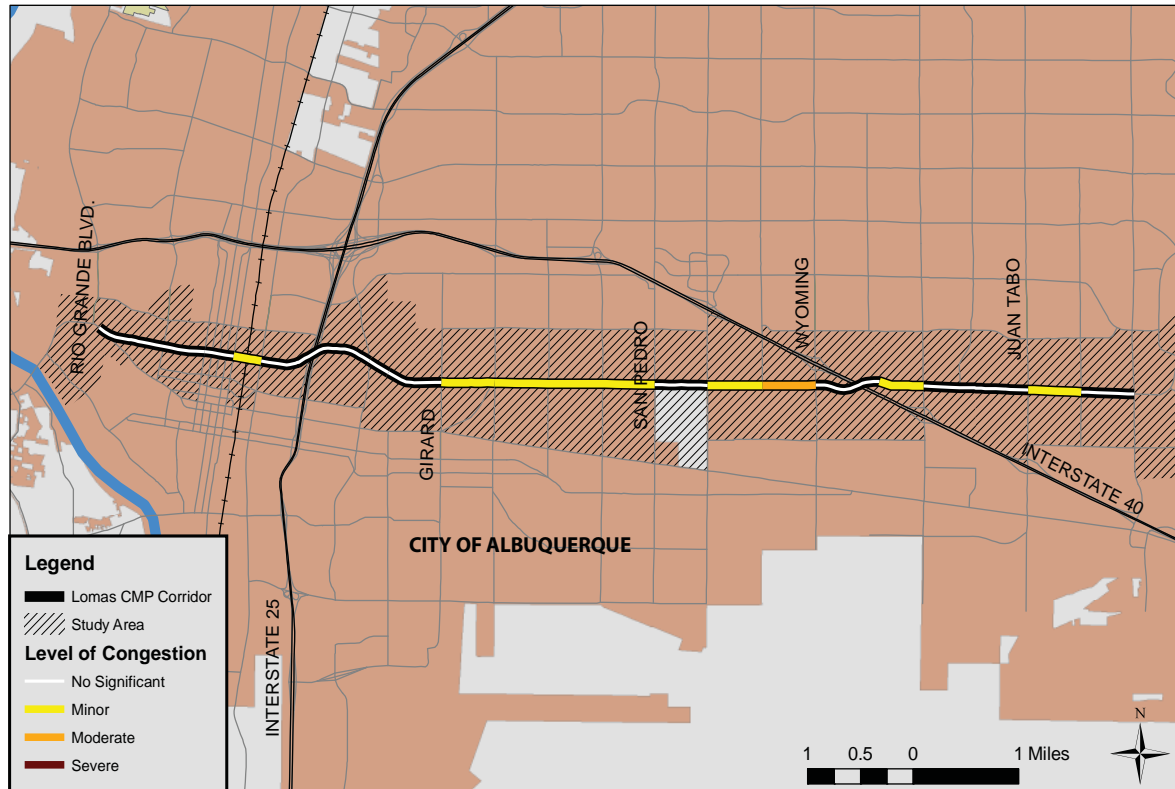 RIO GRANDE BLVD.
GIRARD
SAN PEDRO
WYOMING
JUAN TABO
INTERSTATE 40
CITY OF ALBUQUERQUE
INTERSTATE 25
Legend
Lomas CMP Corridor
Study Area
Level of Congestion
No Significant
Minor
Moderate
Severe
1 0.5 0 1 Miles
N